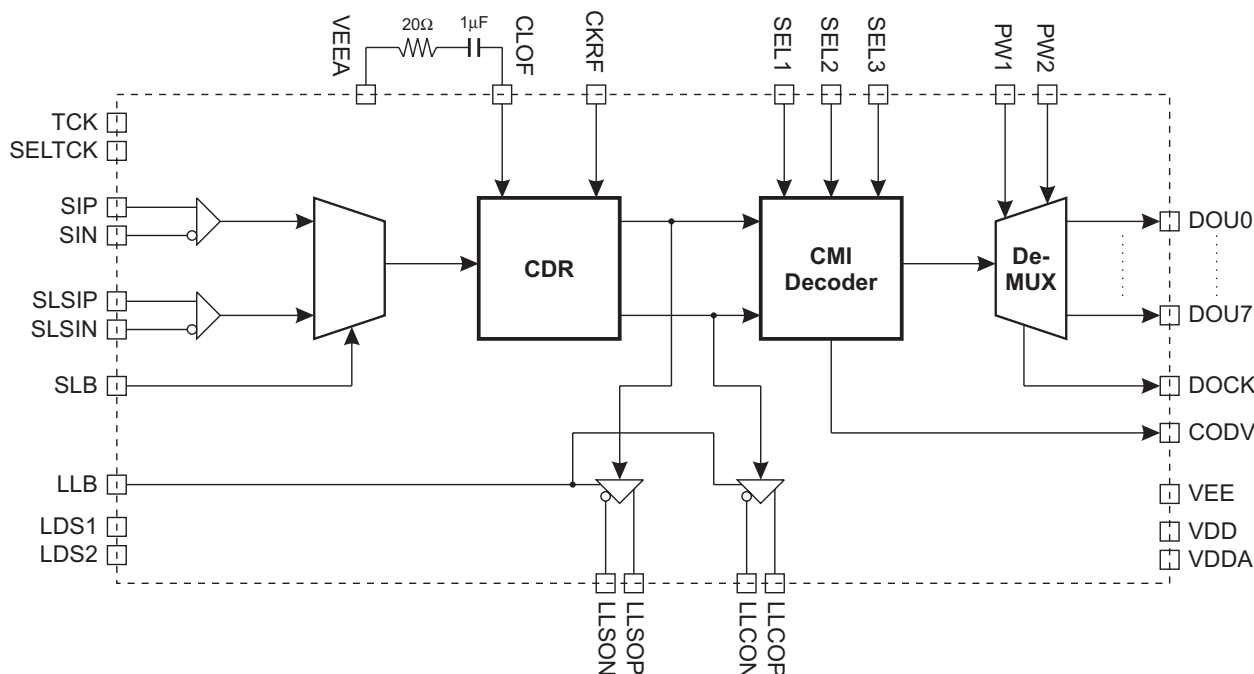 VEEA
20Ω
1µF
CLOF
CKRF
SEL1
SEL2
SEL3
PW1
PW2
TCK
SELTCK
SIP
SIN
SLSIP
SLSIN
SLB
LLB
LDS1
LDS2
CDR
CMI
Decoder
De-
MUX
DOU0
DOU7
DOCK
CODV
VEE
VDD
VDDA
LLSON
LLSOP
LLCON
LLCOP